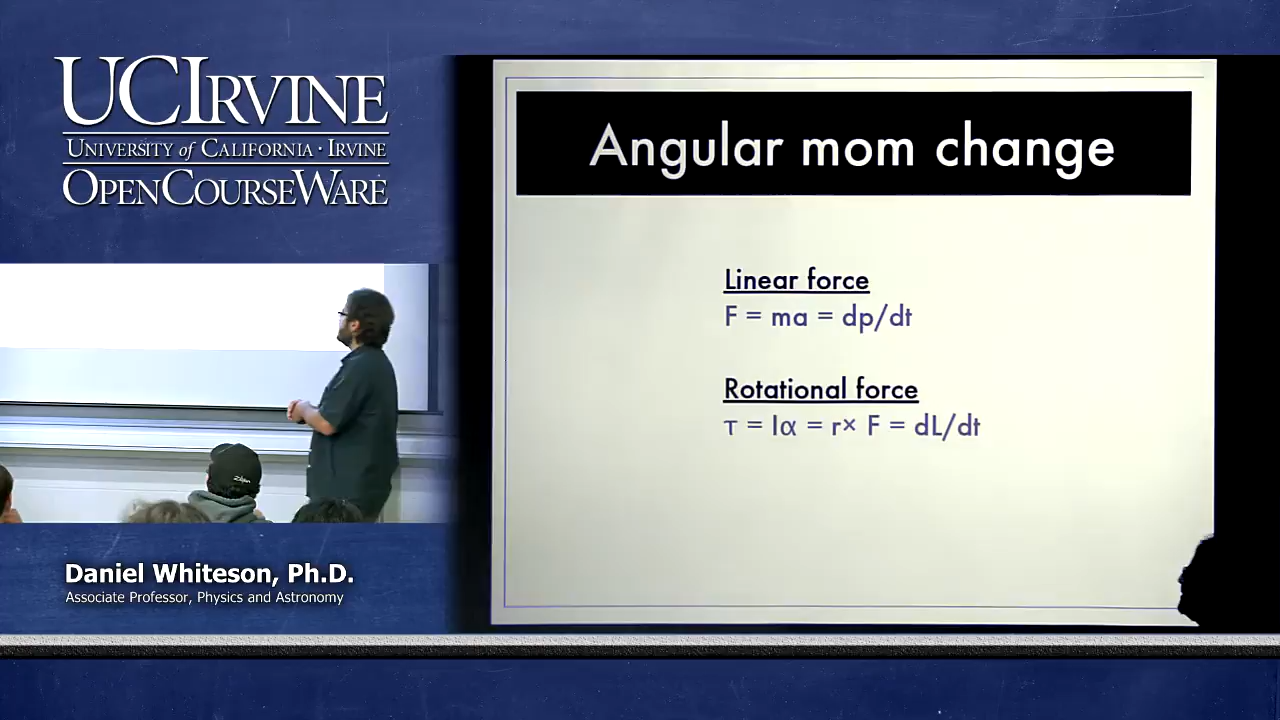 UCIRVINE
UNIVERSITY of CALIFORNIA · IRVINE
OPENCOURSEWARE
Angular mom change
Linear force
F = ma = dp/dt
Rotational force
τ = Iα = r× F = dL/dt
Daniel Whiteson, Ph.D.
Associate Professor, Physics and Astronomy